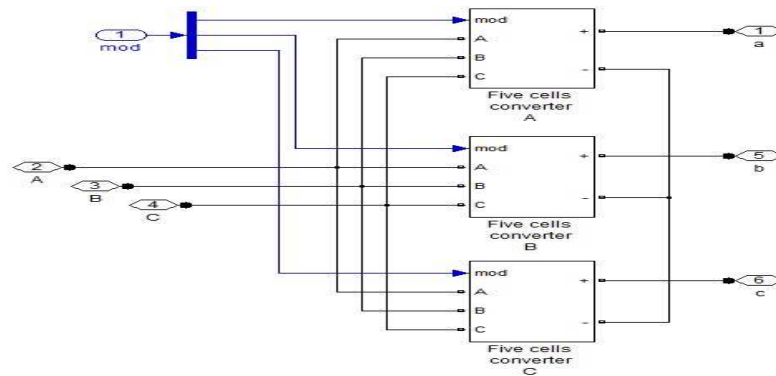 1
mod
mod
A
B
C
+
-
Five cells
converter
A
1
a
2
A
3
B
4
C
mod
A
B
C
+
-
Five cells
converter
B
5
b
mod
A
B
C
+
-
Five cells
converter
C
6
c